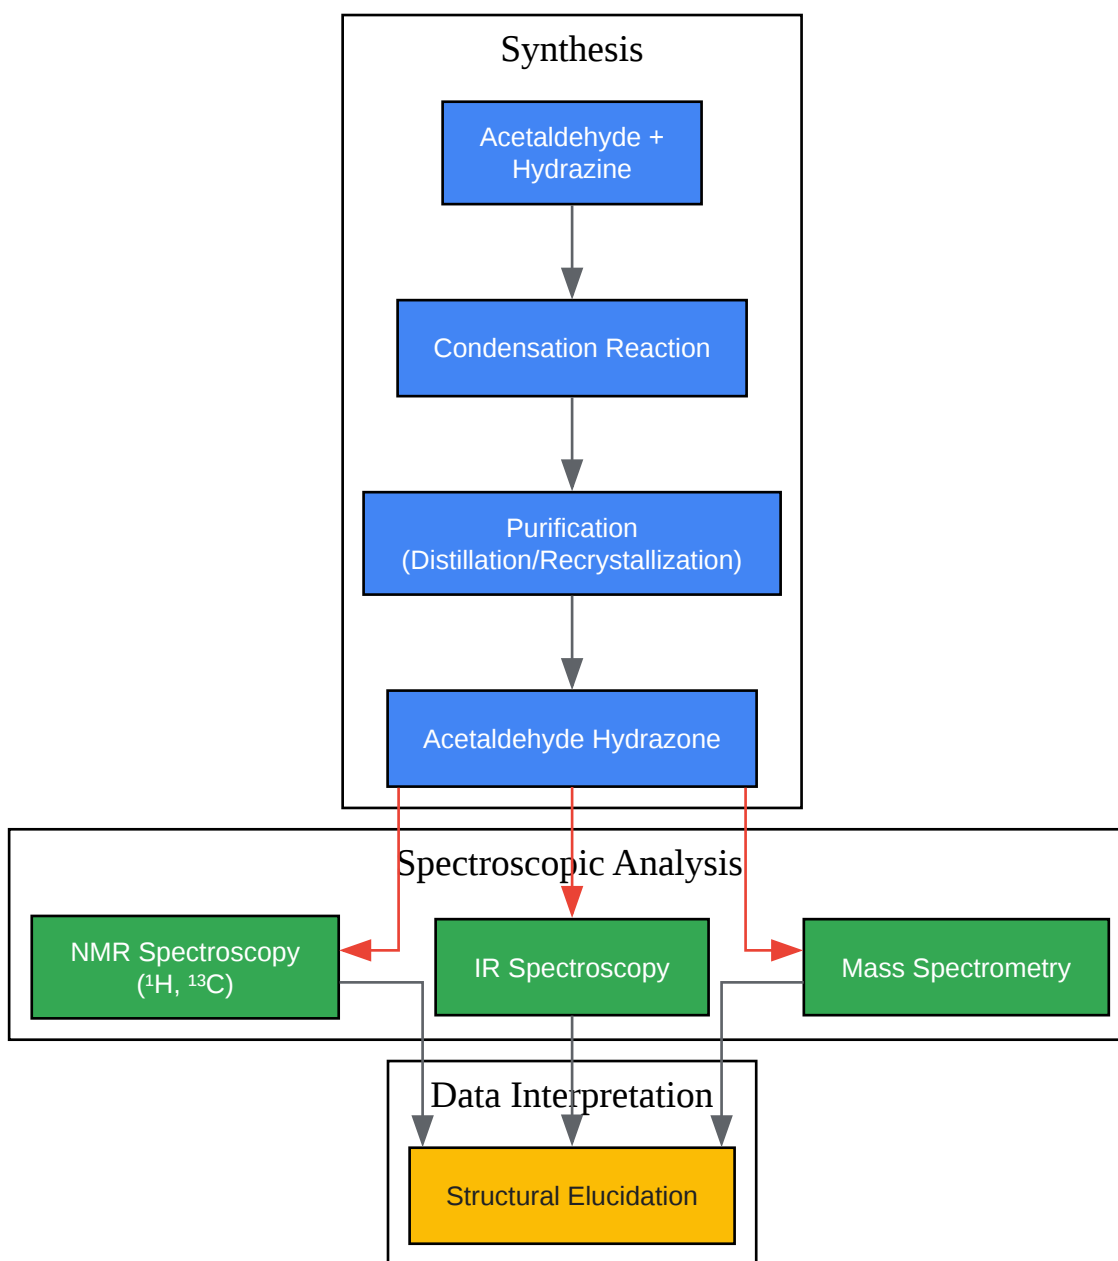 Synthesis
Acetaldehyde +
Hydrazine
Condensation Reaction
Purification
(Distillation/Recrystallization)
Acetaldehyde Hydrazone
Spectroscopic Analysis
NMR Spectroscopy
(¹H, ¹³C)
IR Spectroscopy
Mass Spectrometry
Data Interpretation
Structural Elucidation